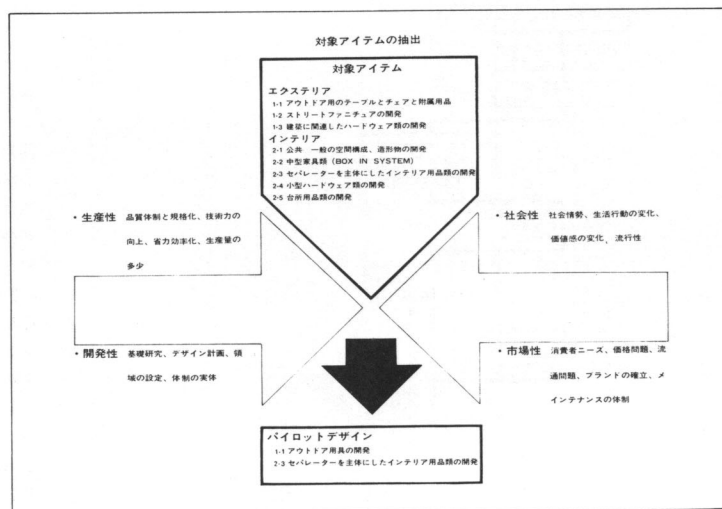 対象アイテムの抽出
対象アイテム
エクステリア
1-1 アウトドア用のテーブルとチェアと附属用品
1-2 ストリートファニチュアの開発
1-3 建築に関連したハードウェア類の開発
インテリア
2-1 公共 一般の空間構成、造形物の開発
2-2 中型家具類（BOX IN SYSTEM）
2-3 セパレーターを主体にしたインテリア用品類の開発
2-4 小型ハードウェア類の開発
2-5 台所用品類の開発
・生産性 品質体制と規格化、技術力の
向上、省力効率化、生産量の
多少
・社会性 社会情勢、生活行動の変化、
価値感の変化、流行性
・開発性 基礎研究、デザイン計画、領
域の設定、体制の実体
・市場性 消費者ニーズ、価格問題、流
通問題、ブランドの確立、メ
インテナンスの体制
パイロットデザイン
1-1 アウトドア用具の開発
2-3 セパレーターを主体にしたインテリア用品類の開発